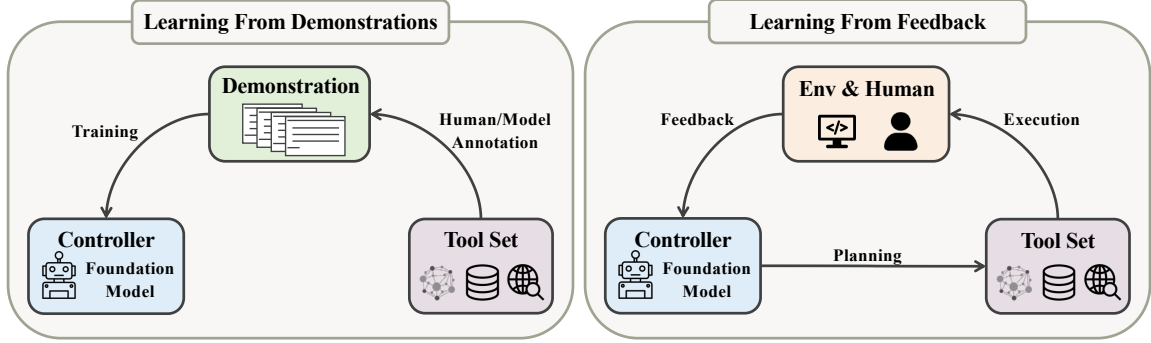 Learning From Demonstrations
Demonstration
Training
Human/Model
Annotation
Controller
Foundation
Model
Tool Set
Learning From Feedback
Env & Human
</>
Feedback
Execution
Controller
Foundation
Model
Planning
Tool Set